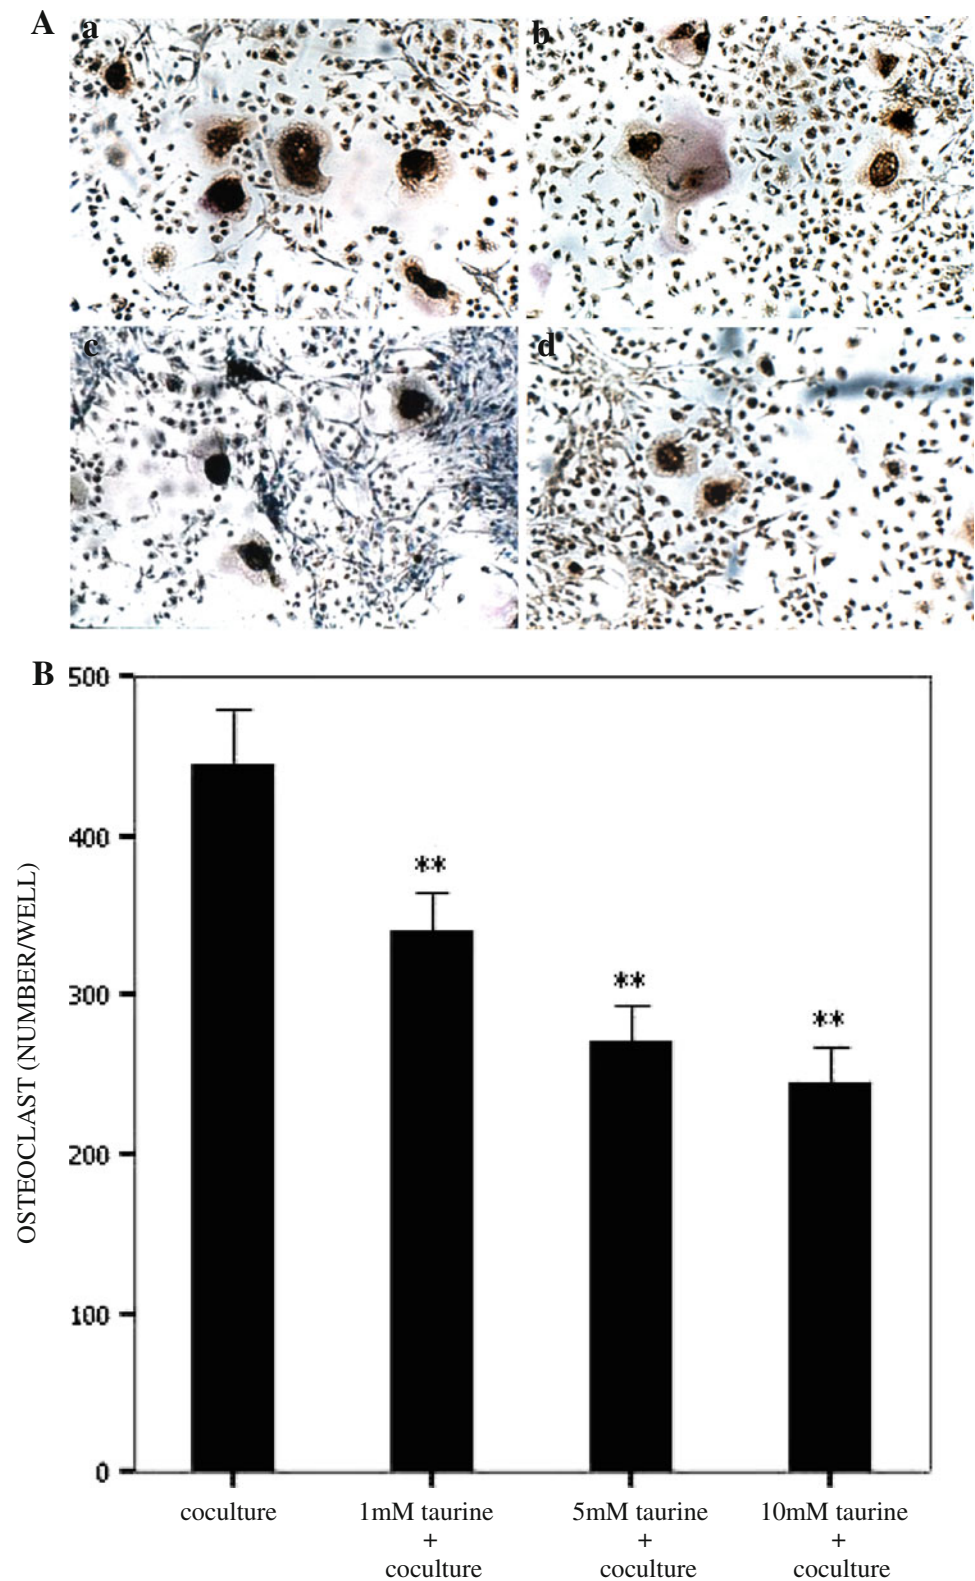 A
a
b
c
d
B
500
400
300
200
100
0
OSTEOCLAST (NUMBER/WELL)
**
**
**
coculture
1mM taurine
+
coculture
5mM taurine
+
coculture
10mM taurine
+
coculture